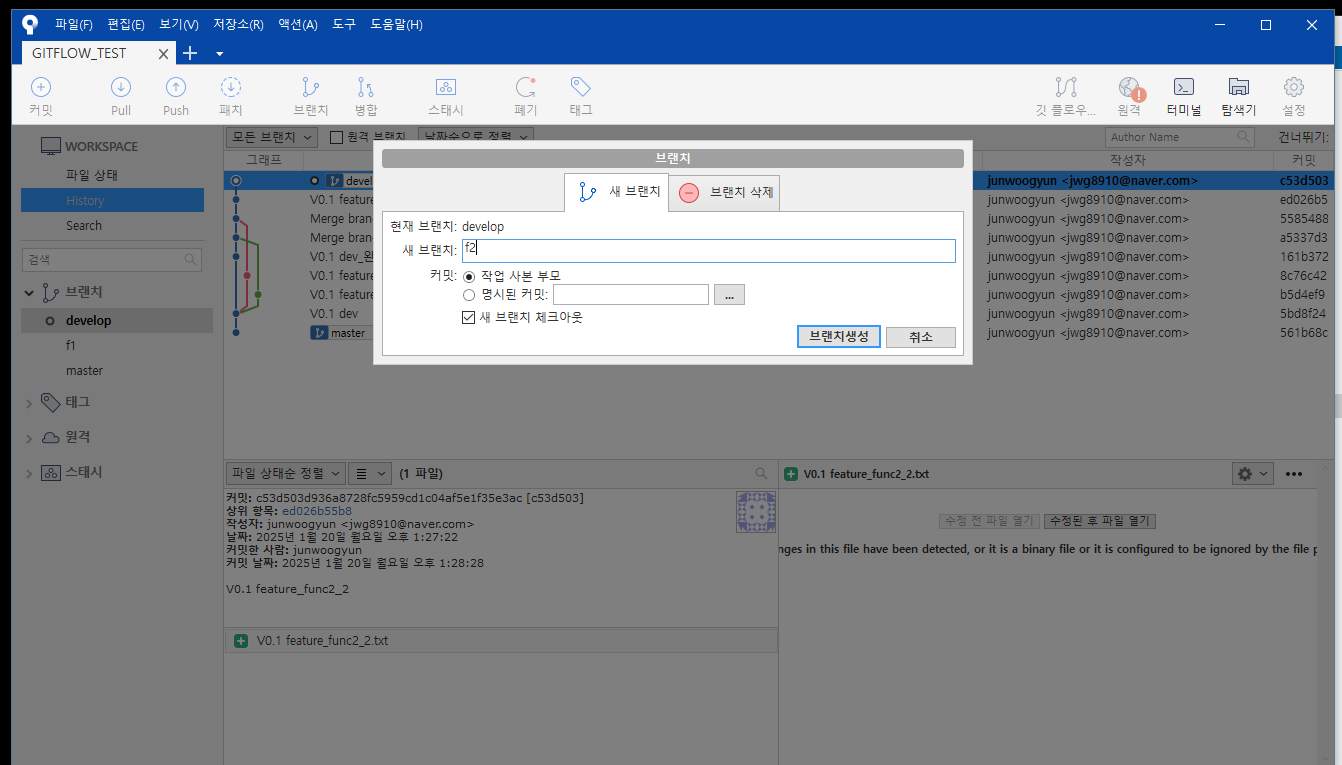 파일(F) 편집(E) 보기(V) 저장소(R) 액션(A) 도구 도움말(H)
GITFLOW_TEST
커밋 Pull Push 패치 브랜치 병합 스태시 폐기 태그 깃 플로우... 원격 터미널 탐색기 설정
WORKSPACE
파일 상태
History
Search
검색
브랜치
develop
f1
master
태그
원격
스태시
모든 브랜치 원격 브랜치 날짜순으로 정렬 Author Name 건너뛰기:
그래프 작성자 커밋
devel junwoogyun <jwg8910@naver.com> c53d503
V0.1 feature junwoogyun <jwg8910@naver.com> ed026b5
Merge bran junwoogyun <jwg8910@naver.com> 5585488
Merge bran junwoogyun <jwg8910@naver.com> a5337d3
V0.1 dev_완 junwoogyun <jwg8910@naver.com> 161b372
V0.1 feature junwoogyun <jwg8910@naver.com> 8c76c42
V0.1 feature junwoogyun <jwg8910@naver.com> b5d4ef9
V0.1 dev junwoogyun <jwg8910@naver.com> 5bd8f24
master junwoogyun <jwg8910@naver.com> 561b68c
브랜치
새 브랜치 브랜치 삭제
현재 브랜치: develop
새 브랜치: f2
커밋: 작업 사본 부모
명시된 커밋: ...
새 브랜치 체크아웃
브랜치생성 취소
파일 상태순 정렬 (1 파일)
커밋: c53d503d936a8728fc5959cd1c04af5e1f35e3ac [c53d503]
상위 항목: ed026b55b8
작성자: junwoogyun <jwg8910@naver.com>
날짜: 2025년 1월 20일 월요일 오후 1:27:22
커밋한 사람: junwoogyun
커밋 날짜: 2025년 1월 20일 월요일 오후 1:28:28
V0.1 feature_func2_2
V0.1 feature_func2_2.txt
V0.1 feature_func2_2.txt
수정 전 파일 열기 수정된 후 파일 열기
nges in this file have been detected, or it is a binary file or it is configured to be ignored by the file p